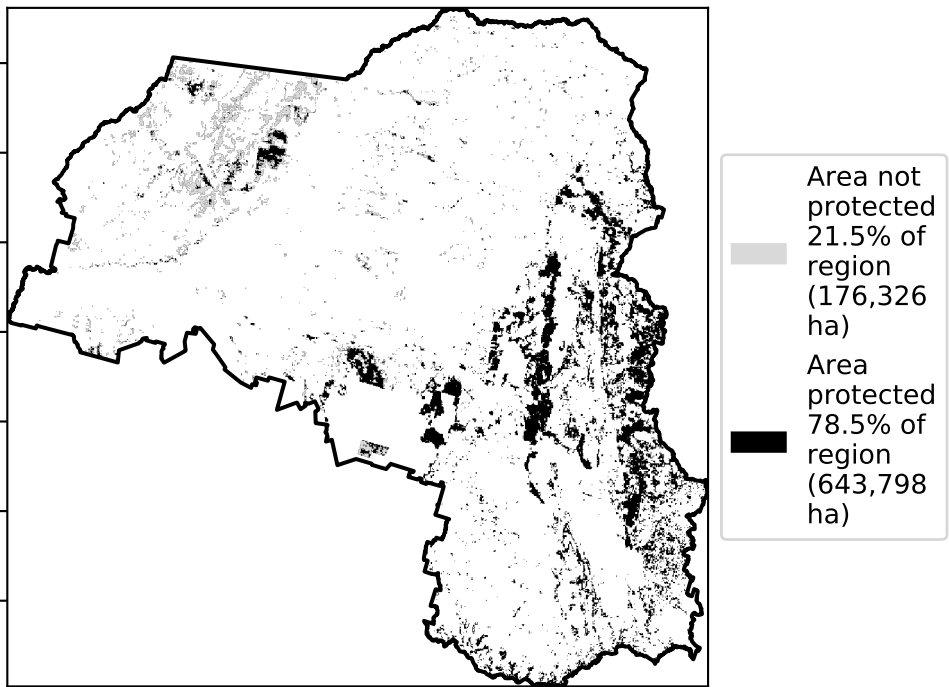 Area not
protected
21.5% of
region
(176,326
ha)
Area
protected
78.5% of
region
(643,798
ha)